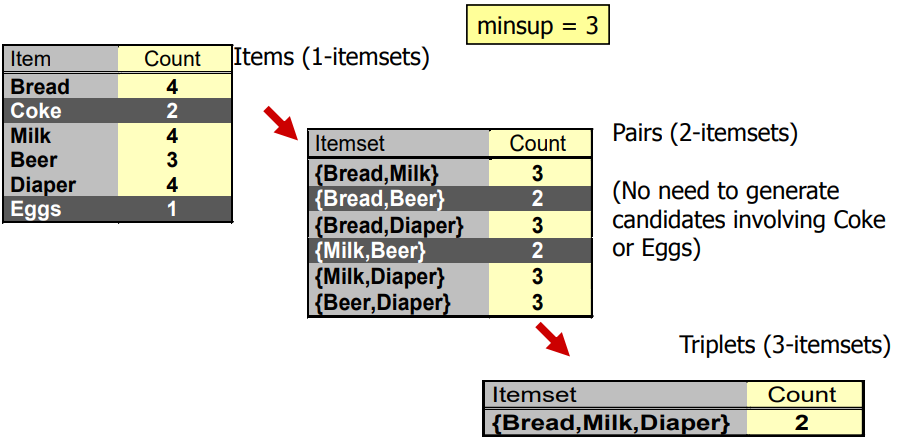 minsup = 3
Items (1-itemsets)
Item Count
Bread 4
Coke 2
Milk 4
Beer 3
Diaper 4
Eggs 1
Pairs (2-itemsets)
(No need to generate
candidates involving Coke
or Eggs)
Itemset Count
{Bread,Milk} 3
{Bread,Beer} 2
{Bread,Diaper} 3
{Milk,Beer} 2
{Milk,Diaper} 3
{Beer,Diaper} 3
Triplets (3-itemsets)
Itemset Count
{Bread,Milk,Diaper} 2